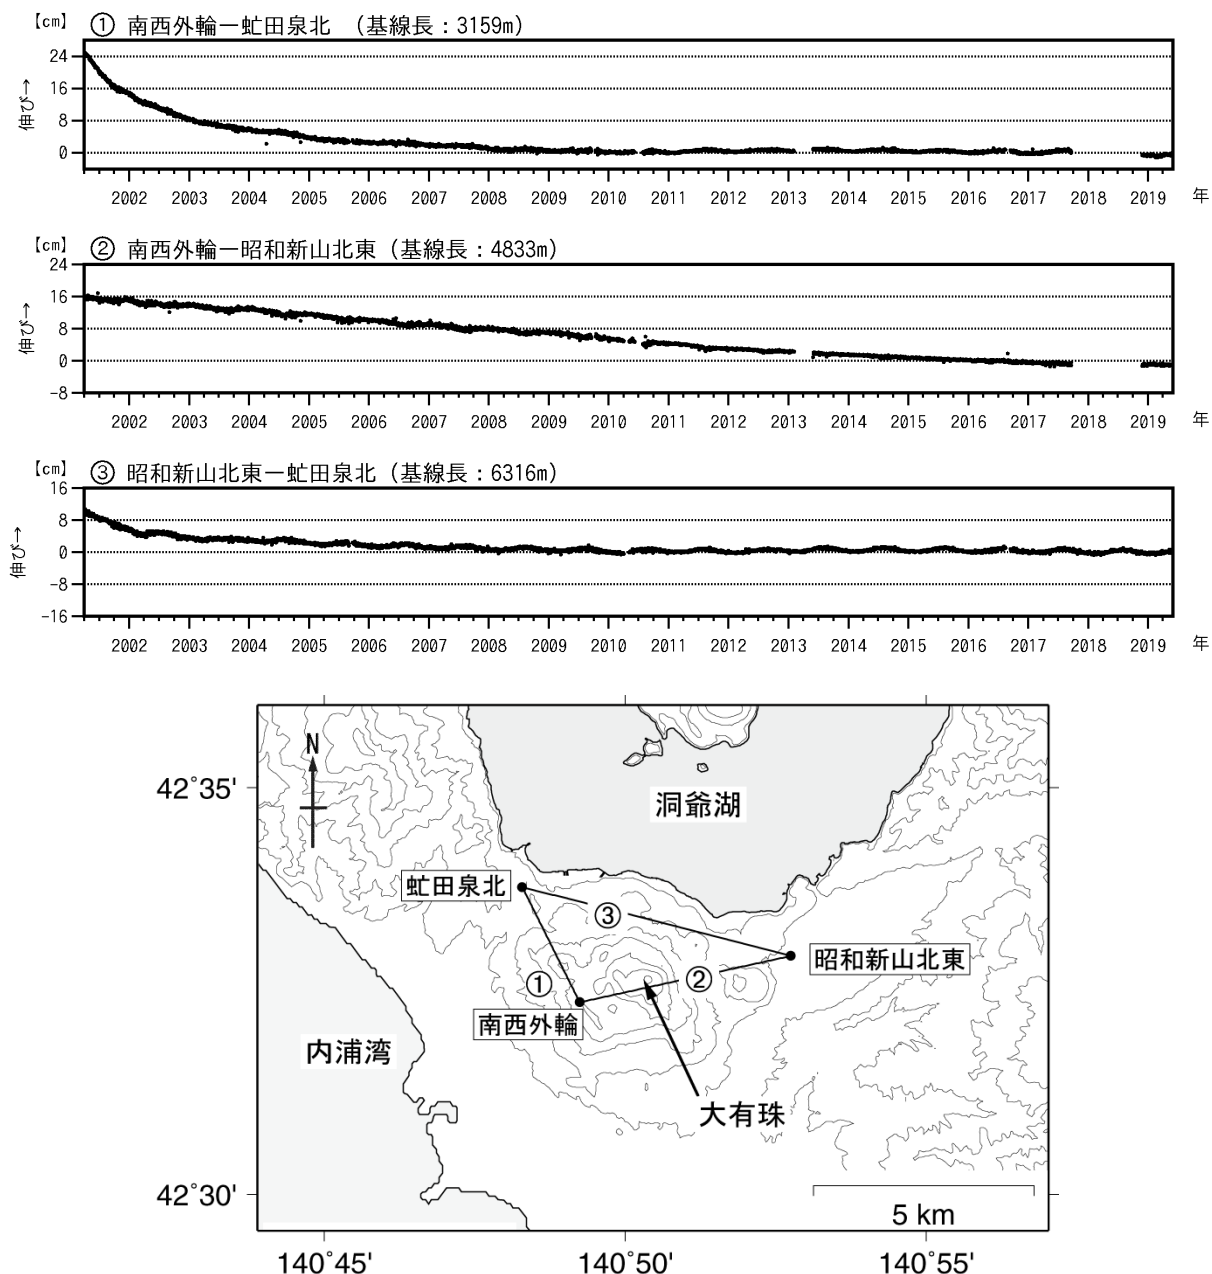 【cm】 ① 南西外輪ー虻田泉北 （基線長：3159m）
24
16
8
0
伸び→
2002 2003 2004 2005 2006 2007 2008 2009 2010 2011 2012 2013 2014 2015 2016 2017 2018 2019 年
【cm】 ② 南西外輪ー昭和新山北東（基線長：4833m）
24
16
8
0
-8
伸び→
2002 2003 2004 2005 2006 2007 2008 2009 2010 2011 2012 2013 2014 2015 2016 2017 2018 2019 年
【cm】 ③ 昭和新山北東ー虻田泉北（基線長：6316m）
16
8
0
-8
-16
伸び→
2002 2003 2004 2005 2006 2007 2008 2009 2010 2011 2012 2013 2014 2015 2016 2017 2018 2019 年
N
42°35'
洞爺湖
虻田泉北
③
昭和新山北東
①
②
南西外輪
内浦湾
大有珠
42°30'
5 km
140°45' 140°50' 140°55'